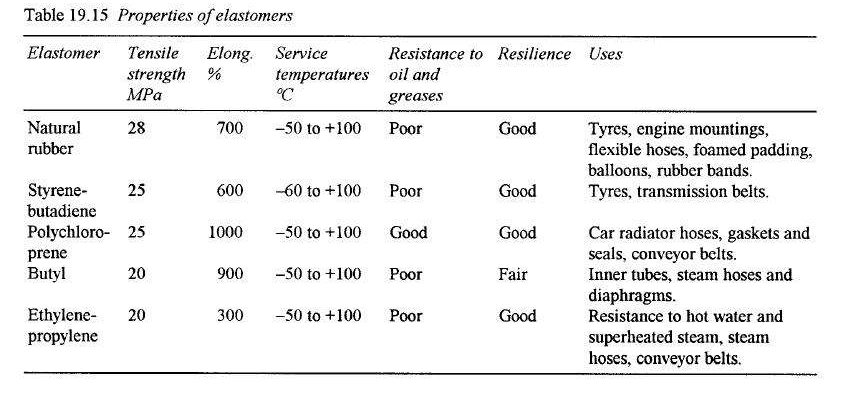 Table 19.15 Properties of elastomers
Elastomer Tensile Elong. Service Resistance to Resilience Uses
strength % temperatures oil and
MPa °C greases
Natural 28 700 –50 to +100 Poor Good Tyres, engine mountings,
rubber flexible hoses, foamed padding,
balloons, rubber bands.
Styrene- 25 600 –60 to +100 Poor Good Tyres, transmission belts.
butadiene
Polychloro- 25 1000 –50 to +100 Good Good Car radiator hoses, gaskets and
prene seals, conveyor belts.
Butyl 20 900 –50 to +100 Poor Fair Inner tubes, steam hoses and
diaphragms.
Ethylene- 20 300 –50 to +100 Poor Good Resistance to hot water and
propylene superheated steam, steam
hoses, conveyor belts.